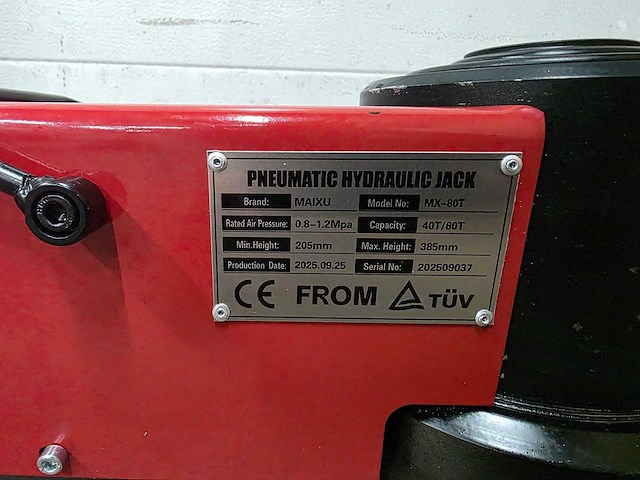 PNEUMATIC HYDRAULIC JACK
Brand: MAIXU Model No: MX-80T
Rated Air Pressure: 0.8-1.2Mpa Capacity: 40T/80T
Min.Height: 205mm Max. Height: 385mm
Production Date: 2025.09.25 Serial No: 202509037
CE FROM TÜV